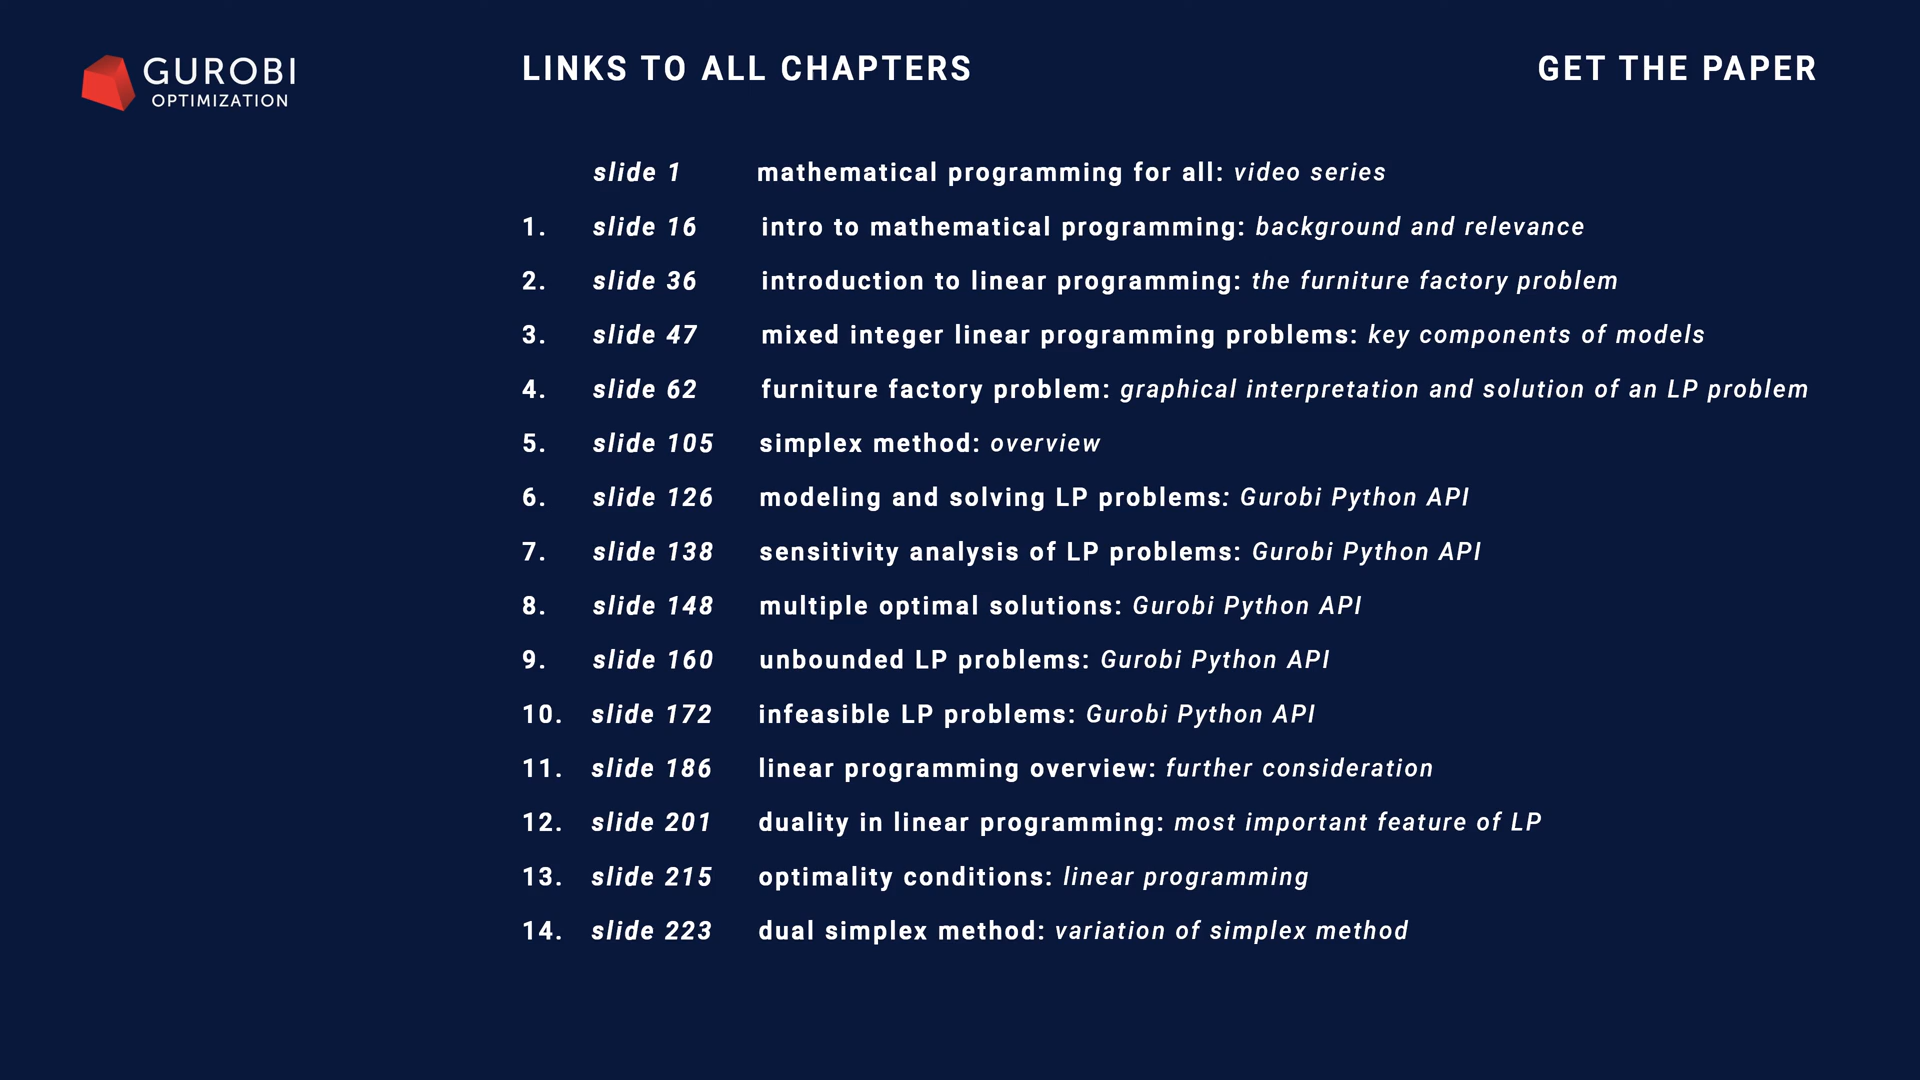 GUROBI
OPTIMIZATION
LINKS TO ALL CHAPTERS
GET THE PAPER
slide 1 mathematical programming for all: video series
1. slide 16 intro to mathematical programming: background and relevance
2. slide 36 introduction to linear programming: the furniture factory problem
3. slide 47 mixed integer linear programming problems: key components of models
4. slide 62 furniture factory problem: graphical interpretation and solution of an LP problem
5. slide 105 simplex method: overview
6. slide 126 modeling and solving LP problems: Gurobi Python API
7. slide 138 sensitivity analysis of LP problems: Gurobi Python API
8. slide 148 multiple optimal solutions: Gurobi Python API
9. slide 160 unbounded LP problems: Gurobi Python API
10. slide 172 infeasible LP problems: Gurobi Python API
11. slide 186 linear programming overview: further consideration
12. slide 201 duality in linear programming: most important feature of LP
13. slide 215 optimality conditions: linear programming
14. slide 223 dual simplex method: variation of simplex method